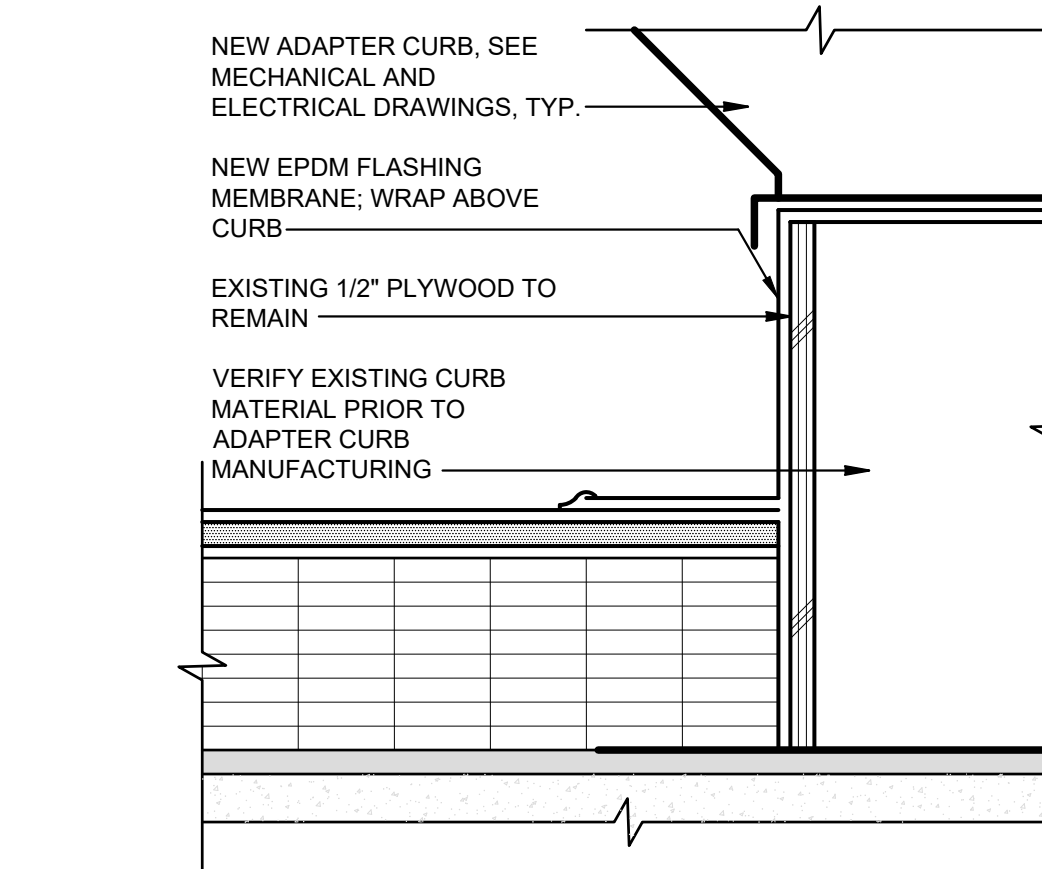 NEW ADAPTER CURB, SEE
MECHANICAL AND
ELECTRICAL DRAWINGS, TYP.
NEW EPDM FLASHING
MEMBRANE; WRAP ABOVE
CURB
EXISTING 1/2" PLYWOOD TO
REMAIN
VERIFY EXISTING CURB
MATERIAL PRIOR TO
ADAPTER CURB
MANUFACTURING